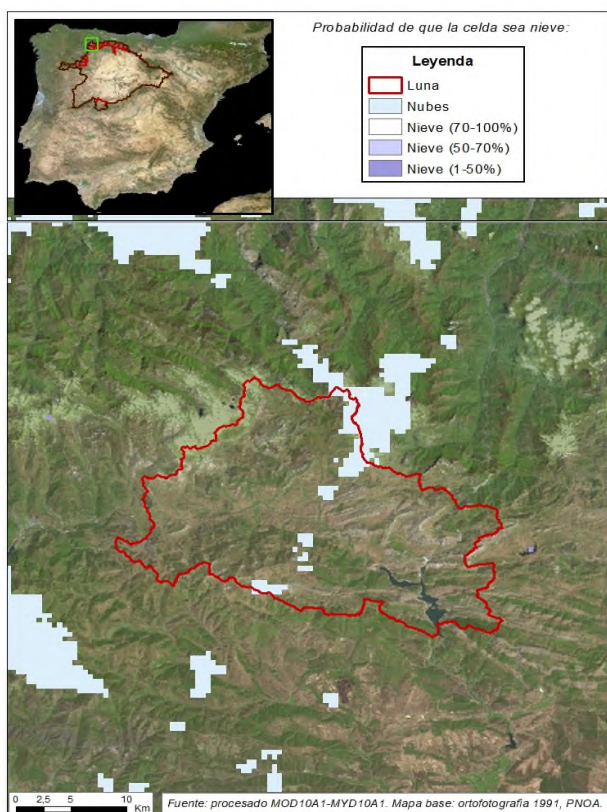 Probabilidad de que la celda sea nieve:
Leyenda
Luna
Nubes
Nieve (70-100%)
Nieve (50-70%)
Nieve (1-50%)
0 2,5 5 10
Km
Fuente: procesado MOD10A1-MYD10A1. Mapa base: ortofotografía 1991, PNOA